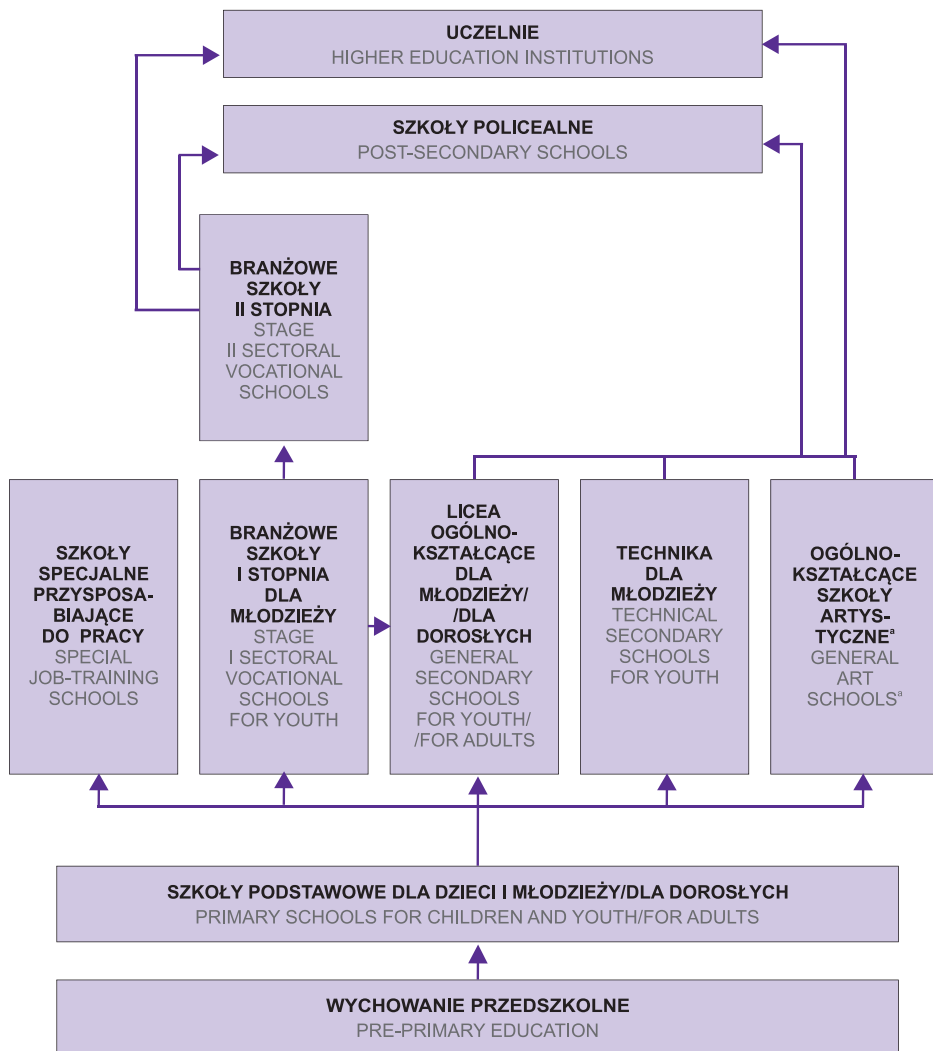 UCZELNIE
HIGHER EDUCATION INSTITUTIONS
SZKOŁY POLICEALNE
POST-SECONDARY SCHOOLS
BRANŻOWE
SZKOŁY
II STOPNIA
STAGE
II SECTORAL
VOCATIONAL
SCHOOLS
SZKOŁY
SPECJALNE
PRZYSPOSA-
BIAJĄCE
DO PRACY
SPECIAL
JOB-TRAINING
SCHOOLS
BRANŻOWE
SZKOŁY
I STOPNIA
DLA
MŁODZIEŻY
STAGE
I SECTORAL
VOCATIONAL
SCHOOLS
FOR YOUTH
LICEA
OGÓLNO-
KSZTAŁCĄCE
DLA
MŁODZIEŻY/
/DLA
DOROSŁYCH
GENERAL
SECONDARY
SCHOOLS
FOR YOUTH/
/FOR ADULTS
TECHNIKA
DLA
MŁODZIEŻY
TECHNICAL
SECONDARY
SCHOOLS
FOR YOUTH
OGÓLNO-
KSZTAŁCĄCE
SZKOŁY
ARTYS-
TYCZNEᵃ
GENERAL
ART
SCHOOLSᵃ
SZKOŁY PODSTAWOWE DLA DZIECI I MŁODZIEŻY/DLA DOROSŁYCH
PRIMARY SCHOOLS FOR CHILDREN AND YOUTH/FOR ADULTS
WYCHOWANIE PRZEDSZKOLNE
PRE-PRIMARY EDUCATION